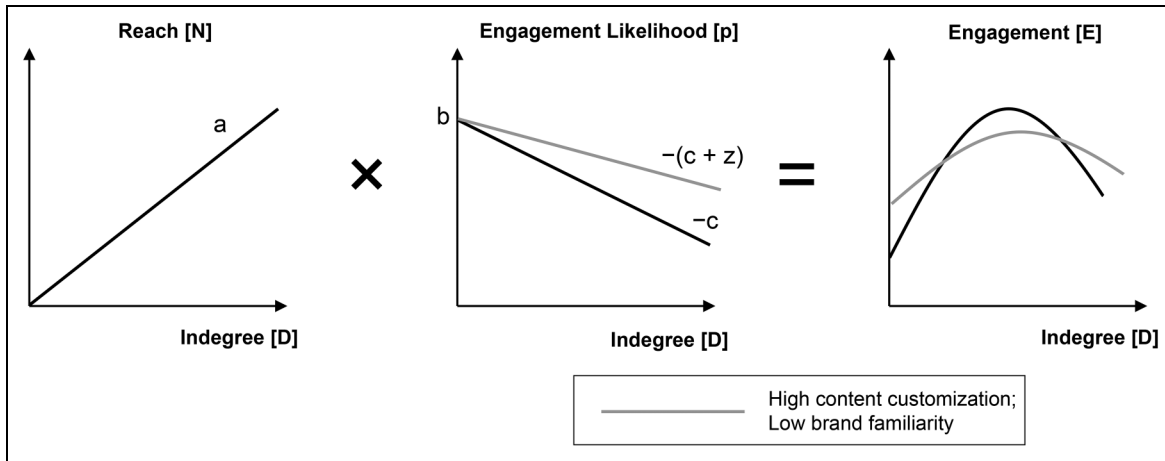 Reach [N]
Engagement Likelihood [p]
Engagement [E]
a
b
−(c + z)
−c
×
=
Indegree [D]
Indegree [D]
Indegree [D]
High content customization;
Low brand familiarity